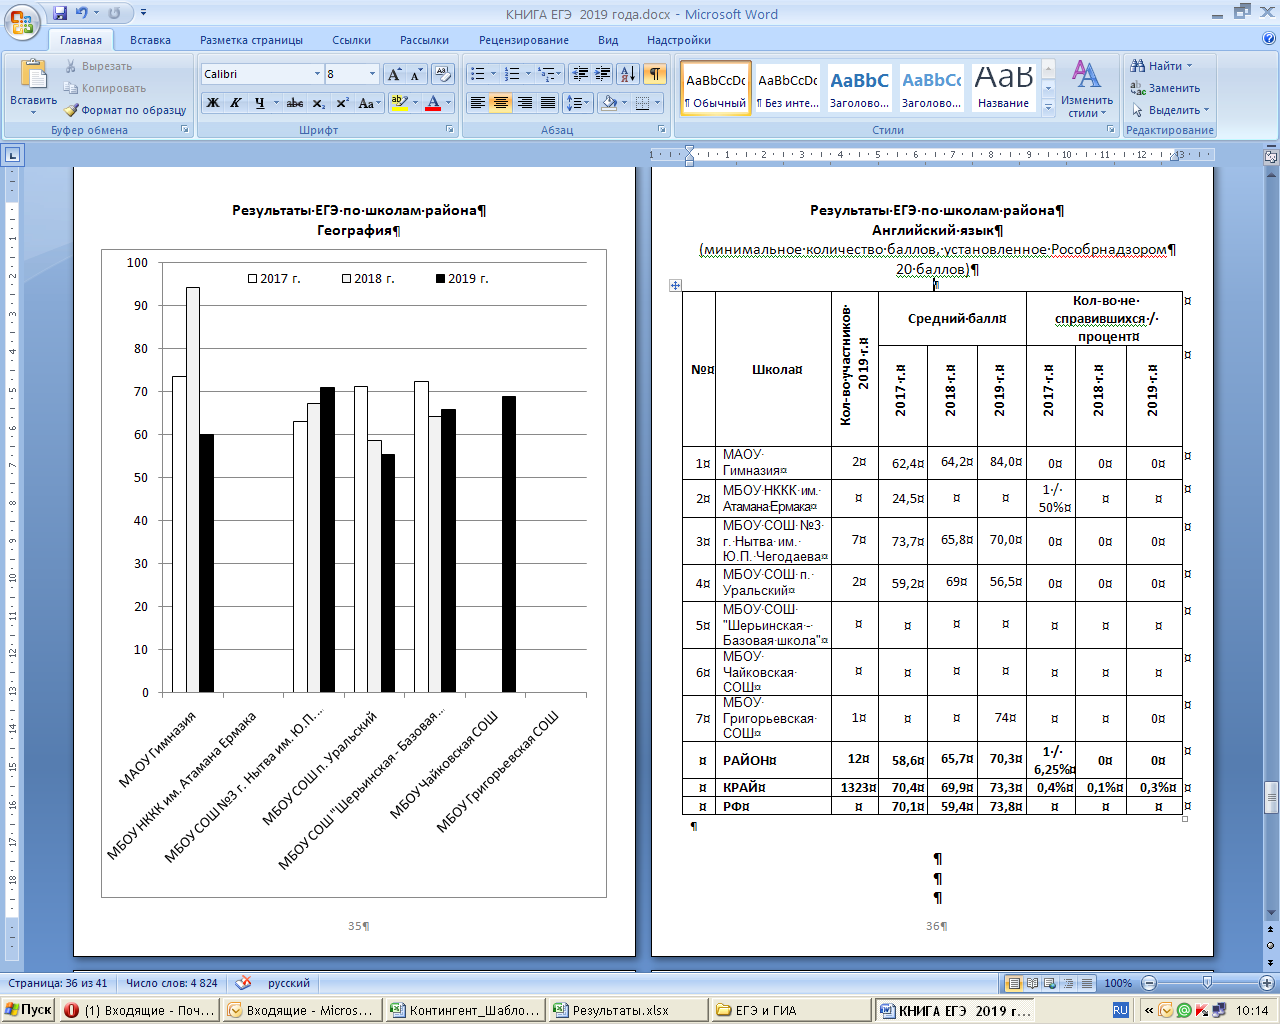 КНИГА ЕГЭ 2019 года.docx - Microsoft Word
Главная Вставка Разметка страницы Ссылки Рассылки Рецензирование Вид Надстройки
Вставить
Вырезать
Копировать
Формат по образцу
Буфер обмена
Calibri 8
Ж К Ч abc x₂ x² Aa
Шрифт
Абзац
AaBbCcDc AaBbCcDc AaBbC AaBbCc AaB
¶ Обычный ¶ Без инте... Заголово... Заголово... Название
Стили
Изменить
стили
Найти
Заменить
Выделить
Редактирование
Результаты·ЕГЭ·по·школам·района¶
География¶
2017 г. 2018 г. 2019 г.
100
90
80
70
60
50
40
30
20
10
0
МАОУ Гимназия
МБОУ НККК им. Атамана Ермака
МБОУ СОШ №3 г. Нытва им. Ю.П. ...
МБОУ СОШ п. Уральский
МБОУ СОШ "Шерьинская - Базовая...
МБОУ Чайковская СОШ
МБОУ Григорьевская СОШ
35¶
Результаты·ЕГЭ·по·школам·района¶
Английский·язык¶
(минимальное·количество·баллов,·установленное·Рособрнадзором¶
20·баллов)¶
¶
№¤ Школа¤ Кол-во·участников· 2019·г.¤ Средний·балл¤ Кол-во·не· справившихся·/· процент¤ ¤
2017·г.¤ 2018·г.¤ 2019·г.¤ 2017·г.¤ 2018·г.¤ 2019·г.¤ ¤
1¤ МАОУ· Гимназия¤ 2¤ 62,4¤ 64,2¤ 84,0¤ 0¤ 0¤ 0¤ ¤
2¤ МБОУ·НККК·им.· Атамана·Ермака¤ ¤ 24,5¤ ¤ ¤ 1·/· 50%¤ ¤ ¤ ¤
3¤ МБОУ·СОШ·№3· г.·Нытва·им.· Ю.П.·Чегодаева¤ 7¤ 73,7¤ 65,8¤ 70,0¤ 0¤ 0¤ 0¤ ¤
4¤ МБОУ·СОШ·п.· Уральский¤ 2¤ 59,2¤ 69¤ 56,5¤ 0¤ 0¤ 0¤ ¤
5¤ МБОУ·СОШ· "Шерьинская·-· Базовая·школа"¤ ¤ ¤ ¤ ¤ ¤ ¤ ¤ ¤
6¤ МБОУ· Чайковская· СОШ¤ ¤ ¤ ¤ ¤ ¤ ¤ ¤ ¤
7¤ МБОУ· Григорьевская· СОШ¤ 1¤ ¤ ¤ 74¤ ¤ ¤ 0¤ ¤
¤ РАЙОН¤ 12¤ 58,6¤ 65,7¤ 70,3¤ 1·/· 6,25%¤ 0¤ 0¤ ¤
¤ КРАЙ¤ 1323¤ 70,4¤ 69,9¤ 73,3¤ 0,4%¤ 0,1%¤ 0,3%¤ ¤
¤ РФ¤ ¤ 70,1¤ 59,4¤ 73,8¤ ¤ ¤ ¤ ¤
¶
¶
¶
¶
36¶
Страница: 36 из 41 Число слов: 4 824 русский 100%
Пуск (1) Входящие - Поч... Входящие - Micros... Контингент_Шабло... Результаты.xlsx ЕГЭ и ГИА КНИГА ЕГЭ 2019 г... RU 10:14